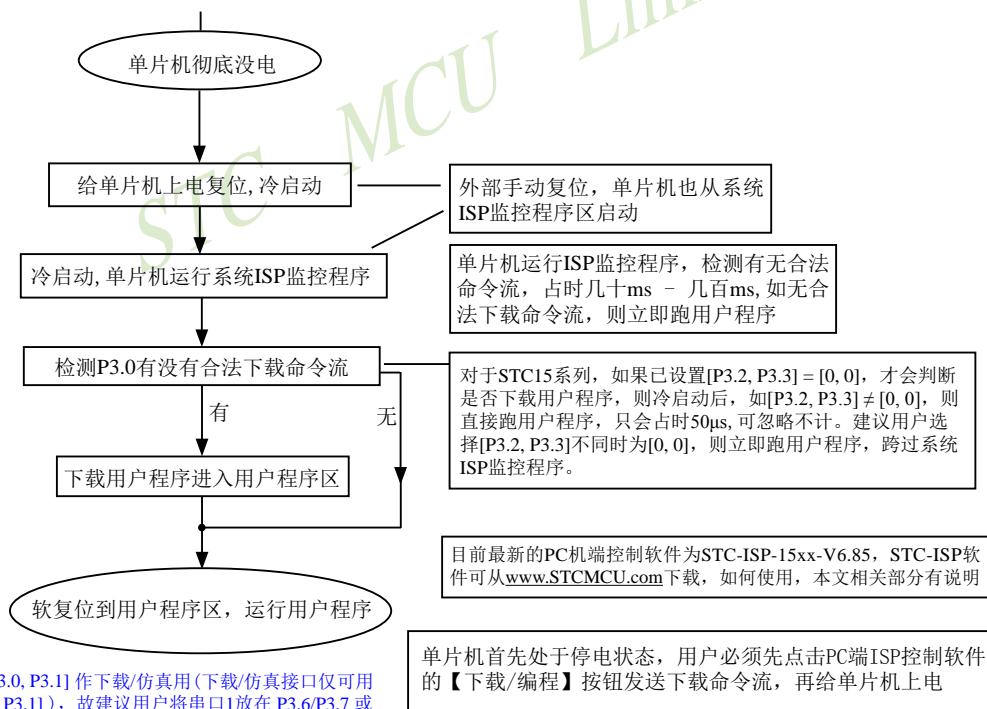 STC MCU Lim
单片机彻底没电
给单片机上电复位,冷启动
外部手动复位，单片机也从系统
ISP监控程序区启动
冷启动,单片机运行系统ISP监控程序
单片机运行ISP监控程序，检测有无合法
命令流，占时几十ms - 几百ms,如无合
法下载命令流，则立即跑用户程序
检测P3.0有没有合法下载命令流
对于STC15系列，如果已设置[P3.2, P3.3] = [0, 0]，才会判断
是否下载用户程序，则冷启动后，如[P3.2, P3.3] ≠ [0, 0]，则
直接跑用户程序，只会占时50μs,可忽略不计。建议用户选
择[P3.2, P3.3]不同时为[0, 0]，则立即跑用户程序，跨过系统
ISP监控程序。
有
无
下载用户程序进入用户程序区
目前最新的PC机端控制软件为STC-ISP-15xx-V6.85，STC-ISP软
件可从www.STCMCU.com下载，如何使用，本文相关部分有说明
软复位到用户程序区，运行用户程序
单片机首先处于停电状态，用户必须先点击PC端ISP控制软件
的【下载/编程】按钮发送下载命令流，再给单片机上电
3.0, P3.1] 作下载/仿真用(下载/仿真接口仅可用
P3.1])，故建议用户将串口1放在 P3.6/P3.7 或